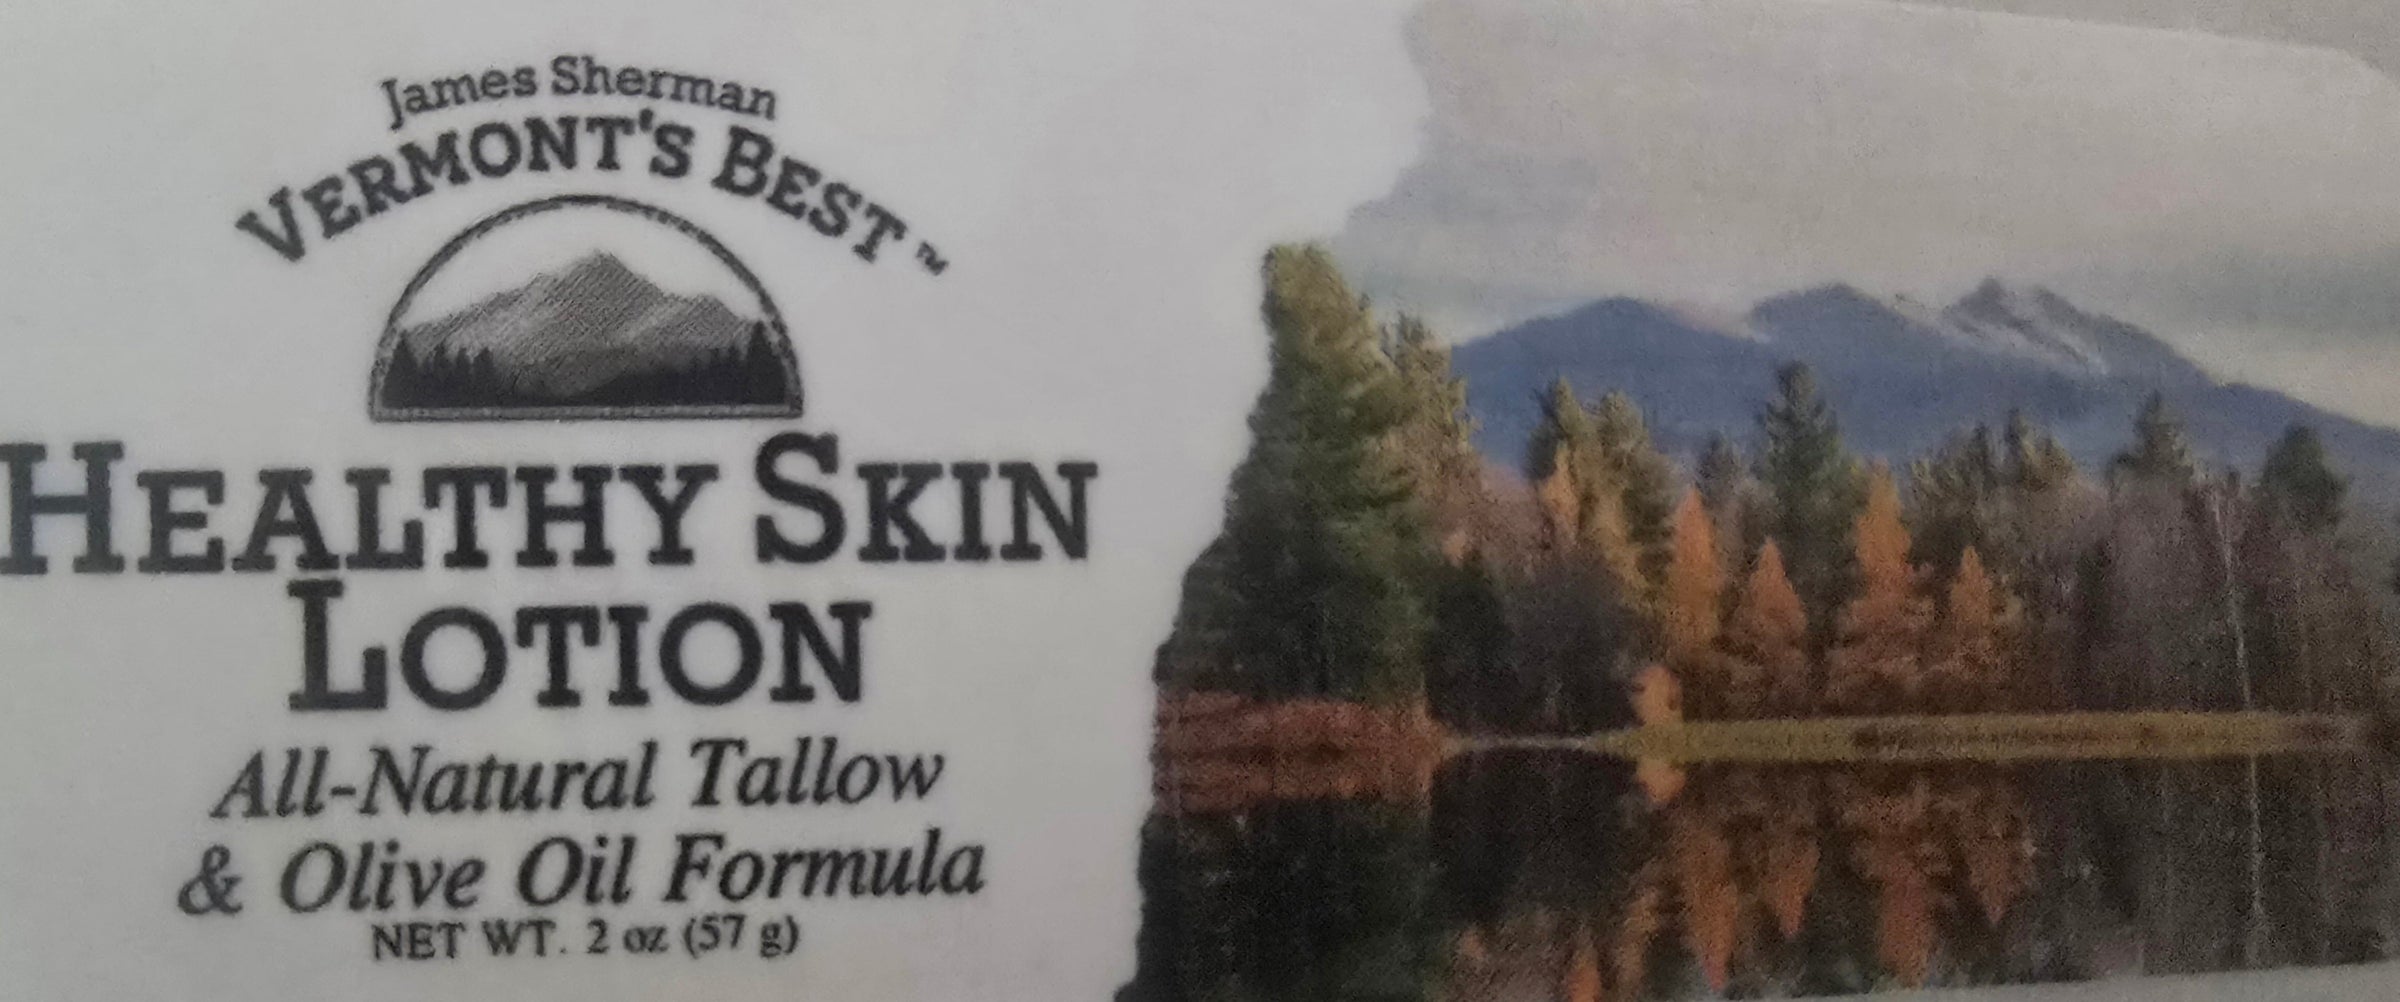 James Sherman
VERMONT'S BEST™
HEALTHY SKIN
LOTION
All-Natural Tallow
& Olive Oil Formula
NET WT. 2 oz (57 g)